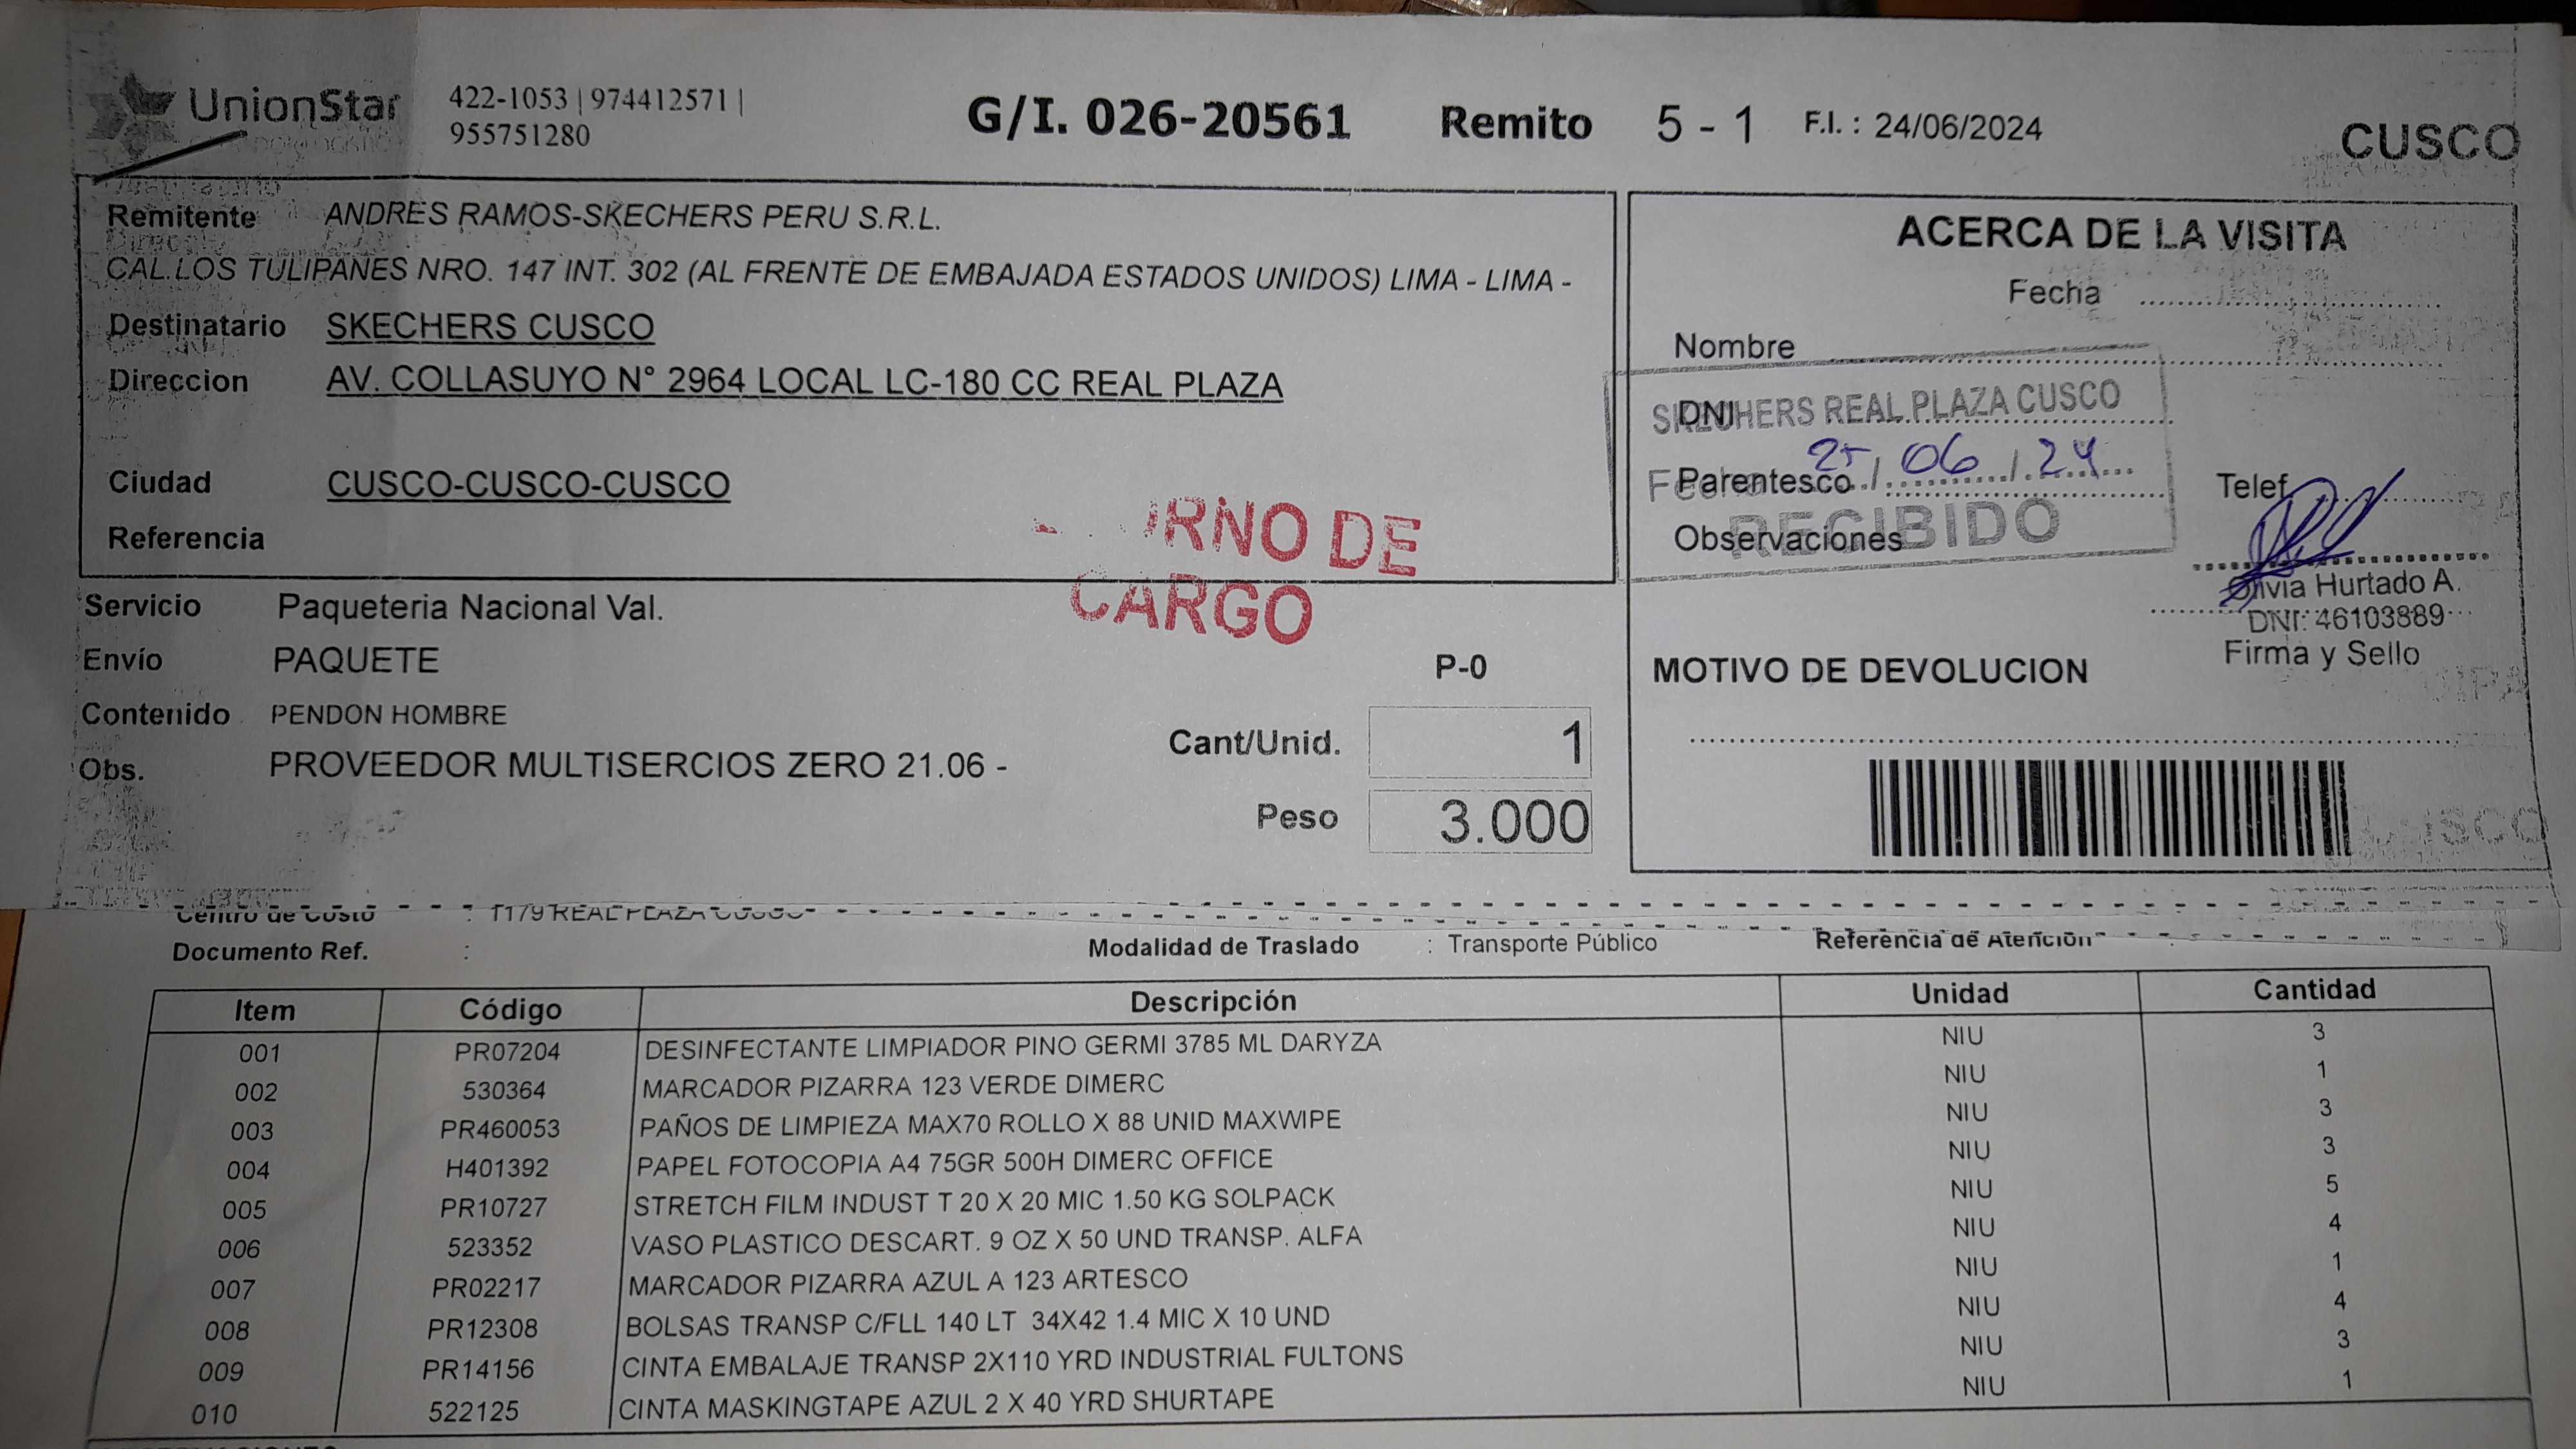 UnionStar
422-1053 | 974412571 |
955751280
G/I. 026-20561 Remito 5 - 1 F.I. : 24/06/2024
CUSCO
Remitente ANDRES RAMOS-SKECHERS PERU S.R.L.
CAL.LOS TULIPANES NRO. 147 INT. 302 (AL FRENTE DE EMBAJADA ESTADOS UNIDOS) LIMA - LIMA -
Destinatario SKECHERS CUSCO
Direccion AV. COLLASUYO N° 2964 LOCAL LC-180 CC REAL PLAZA
Ciudad CUSCO-CUSCO-CUSCO
Referencia
RNO DE
CARGO
Servicio Paqueteria Nacional Val.
Envío PAQUETE
P-0
Contenido PENDON HOMBRE
Cant/Unid. 1
Obs. PROVEEDOR MULTISERCIOS ZERO 21.06 -
Peso 3.000
ACERCA DE LA VISITA
Fecha
Nombre
DNI
SKECHERS REAL PLAZA CUSCO
25 / 06 / 24
Parentesco
Telef
Observaciones
RECIBIDO
Silvia Hurtado A.
DNI: 46103889
Firma y Sello
MOTIVO DE DEVOLUCION
Centro de Costo : T179 REAL PLAZA CUSCO
Documento Ref. : Modalidad de Traslado : Transporte Público Referencia de Atención
Item Código Descripción Unidad Cantidad
001 PR07204 DESINFECTANTE LIMPIADOR PINO GERMI 3785 ML DARYZA NIU 3
002 530364 MARCADOR PIZARRA 123 VERDE DIMERC NIU 1
003 PR460053 PAÑOS DE LIMPIEZA MAX70 ROLLO X 88 UNID MAXWIPE NIU 3
004 H401392 PAPEL FOTOCOPIA A4 75GR 500H DIMERC OFFICE NIU 3
005 PR10727 STRETCH FILM INDUST T 20 X 20 MIC 1.50 KG SOLPACK NIU 5
006 523352 VASO PLASTICO DESCART. 9 OZ X 50 UND TRANSP. ALFA NIU 4
007 PR02217 MARCADOR PIZARRA AZUL A 123 ARTESCO NIU 1
008 PR12308 BOLSAS TRANSP C/FLL 140 LT 34X42 1.4 MIC X 10 UND NIU 4
009 PR14156 CINTA EMBALAJE TRANSP 2X110 YRD INDUSTRIAL FULTONS NIU 3
010 522125 CINTA MASKINGTAPE AZUL 2 X 40 YRD SHURTAPE NIU 1